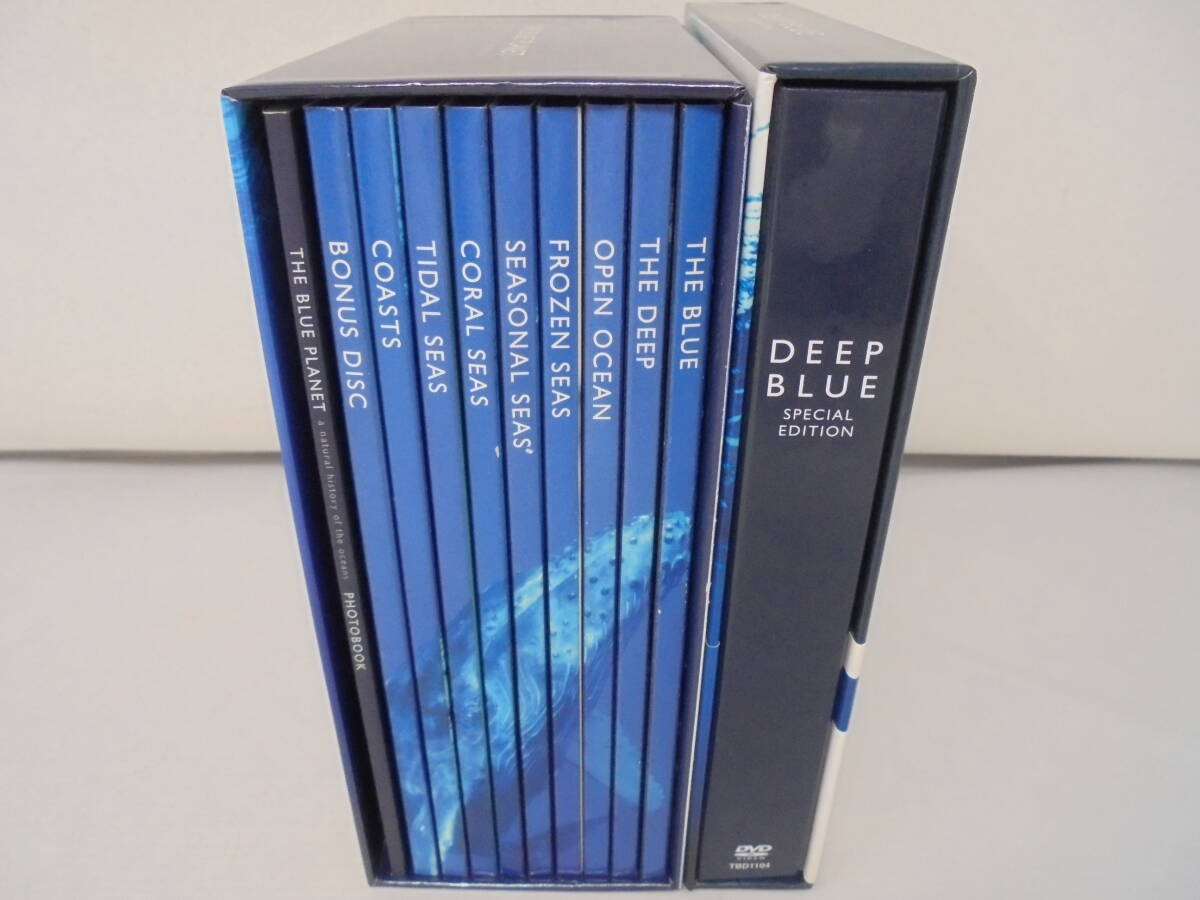 THE BLUE PLANET a natural history of the oceans PHOTOBOOK
BONUS DISC
COASTS
TIDAL SEAS
CORAL SEAS
SEASONAL SEAS
FROZEN SEAS
OPEN OCEAN
THE DEEP
THE BLUE
DEEP
BLUE
SPECIAL
EDITION
DVD
VIDEO
TBD1104